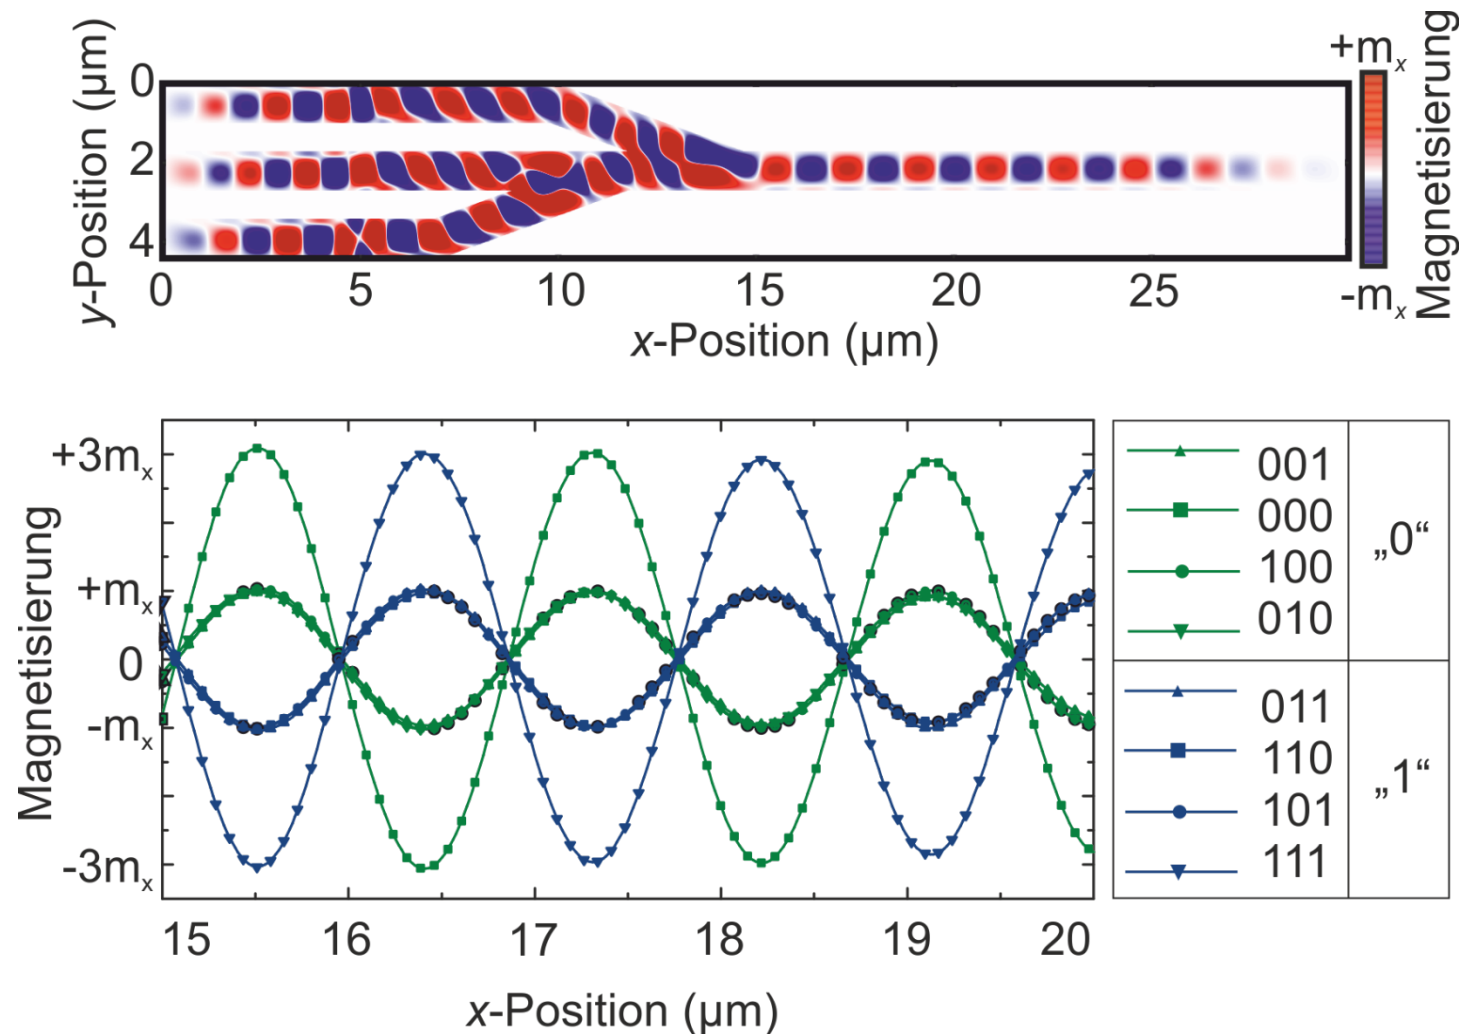 y-Position (µm)
0
2
4
0 5 10 15 20 25
x-Position (µm)
+mx
-mx
Magnetisierung
Magnetisierung
+3mx
+mx
0
-mx
-3mx
15 16 17 18 19 20
x-Position (µm)
001
000
100
010
„0“
011
110
101
111
„1“